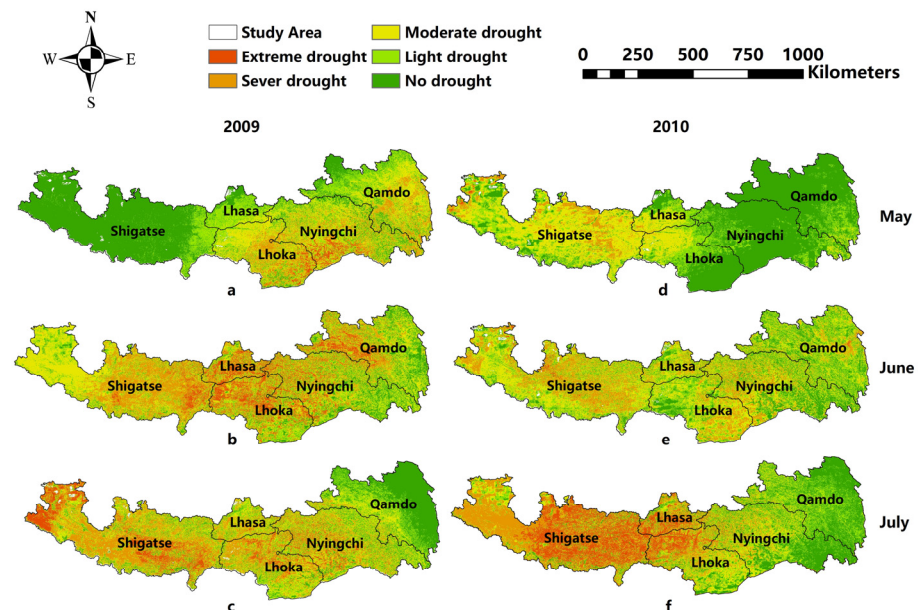 N
W E
S
Study Area
Extreme drought
Sever drought
Moderate drought
Light drought
No drought
0 250 500 750 1000
Kilometers
2009 2010
Shigatse Lhasa Lhoka Nyingchi Qamdo
a
Shigatse Lhasa Lhoka Nyingchi Qamdo
d
May
Shigatse Lhasa Lhoka Nyingchi Qamdo
b
Shigatse Lhasa Lhoka Nyingchi Qamdo
e
June
Shigatse Lhasa Lhoka Nyingchi Qamdo
c
Shigatse Lhasa Lhoka Nyingchi Qamdo
f
July